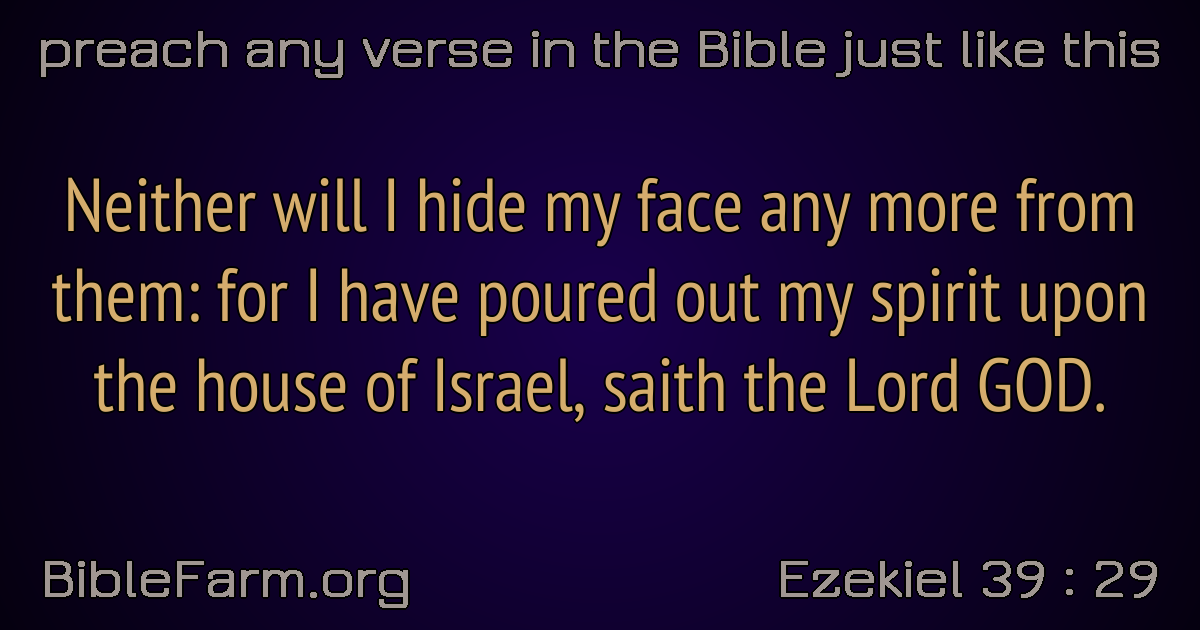 preach any verse in the Bible just like this
Neither will I hide my face any more from
them: for I have poured out my spirit upon
the house of Israel, saith the Lord GOD.
BibleFarm.org
Ezekiel 39 : 29